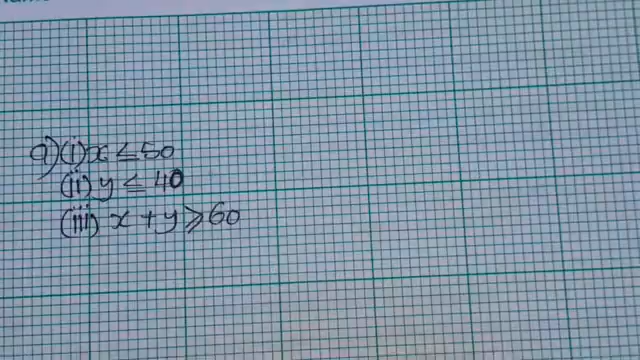 a)(i) x ≤ 50
(ii) y ≤ 40
(iii) x + y ⩾ 60